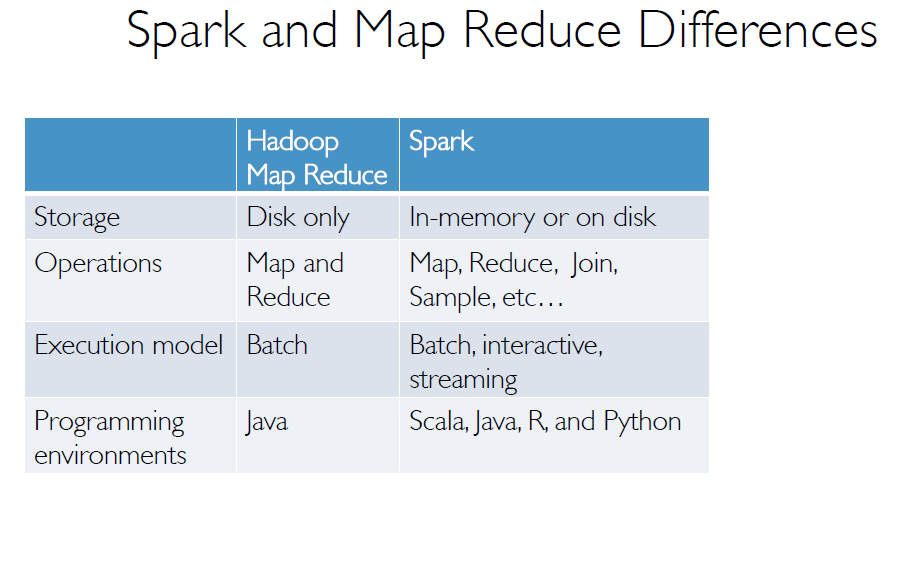 Spark and Map Reduce Differences
Hadoop
Map Reduce
Spark
Storage
Disk only
In-memory or on disk
Operations
Map and
Reduce
Map, Reduce, Join,
Sample, etc…
Execution model
Batch
Batch, interactive,
streaming
Programming
environments
Java
Scala, Java, R, and Python